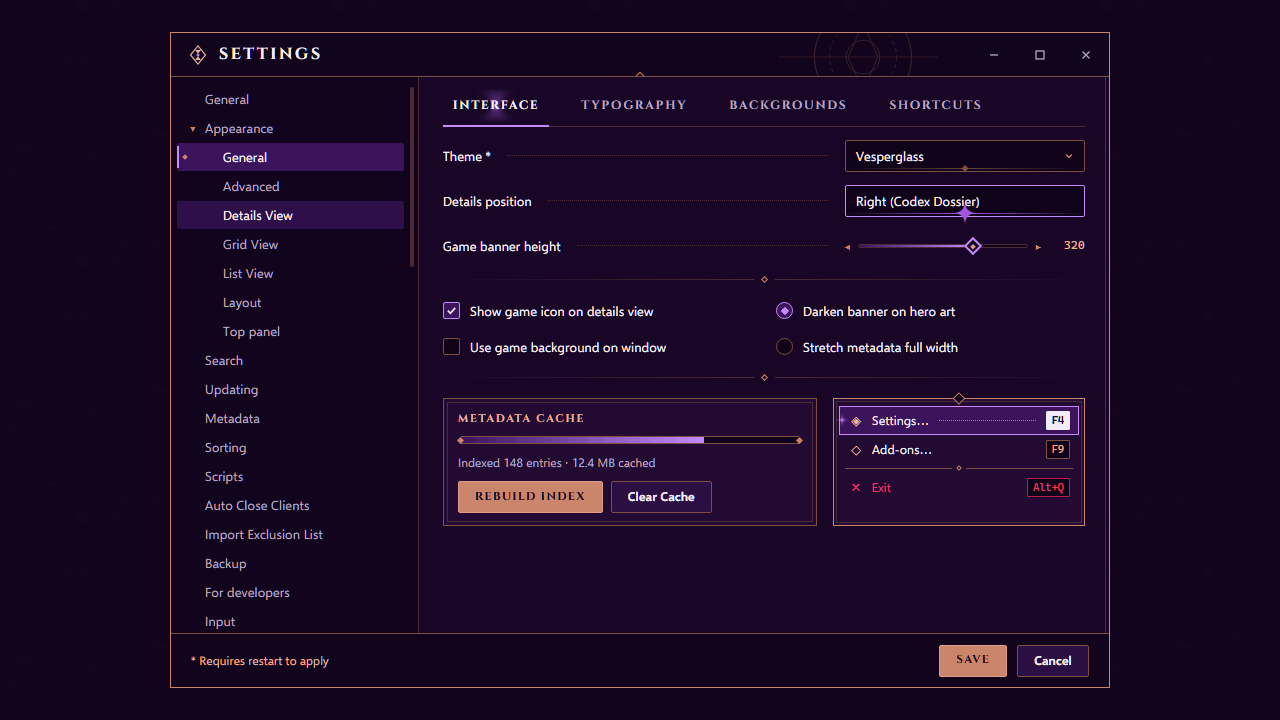 SETTINGS
General
Appearance
General
Advanced
Details View
Grid View
List View
Layout
Top panel
Search
Updating
Metadata
Sorting
Scripts
Auto Close Clients
Import Exclusion List
Backup
For developers
Input
INTERFACE TYPOGRAPHY BACKGROUNDS SHORTCUTS
Theme * Vesperglass
Details position Right (Codex Dossier)
Game banner height 320
Show game icon on details view Darken banner on hero art
Use game background on window Stretch metadata full width
METADATA CACHE
Indexed 148 entries · 12.4 MB cached
REBUILD INDEX Clear Cache
Settings... F4
Add-ons... F9
Exit Alt+Q
* Requires restart to apply
SAVE Cancel